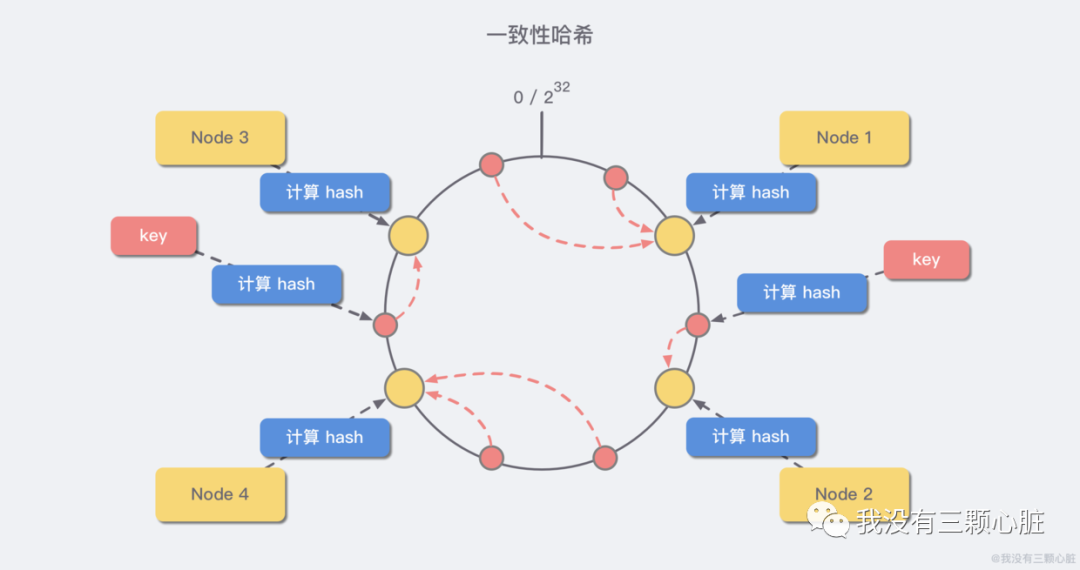 一致性哈希
0 / 2^32
Node 3
Node 1
计算 hash
计算 hash
key
key
计算 hash
计算 hash
计算 hash
计算 hash
Node 4
Node 2
我没有三颗心脏
@我没有三颗心脏